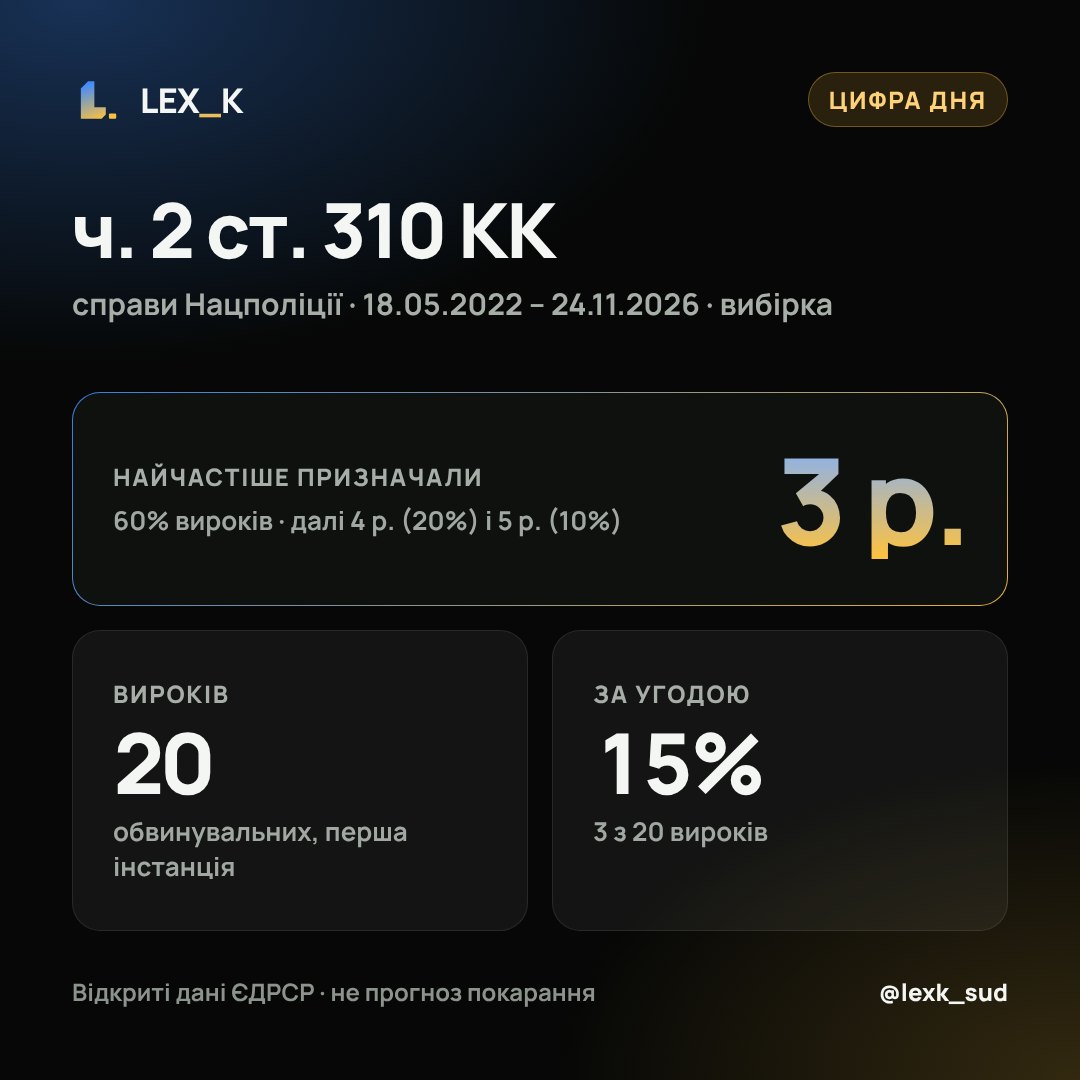 LEX_K
ЦИФРА ДНЯ
ч. 2 ст. 310 КК
справи Нацполіції · 18.05.2022 – 24.11.2026 · вибірка
НАЙЧАСТІШЕ ПРИЗНАЧАЛИ
60% вироків · далі 4 р. (20%) і 5 р. (10%)
3 р.
ВИРОКІВ
20
обвинувальних, перша
інстанція
ЗА УГОДОЮ
15%
3 з 20 вироків
Відкриті дані ЄДРСР · не прогноз покарання
@lexk_sud